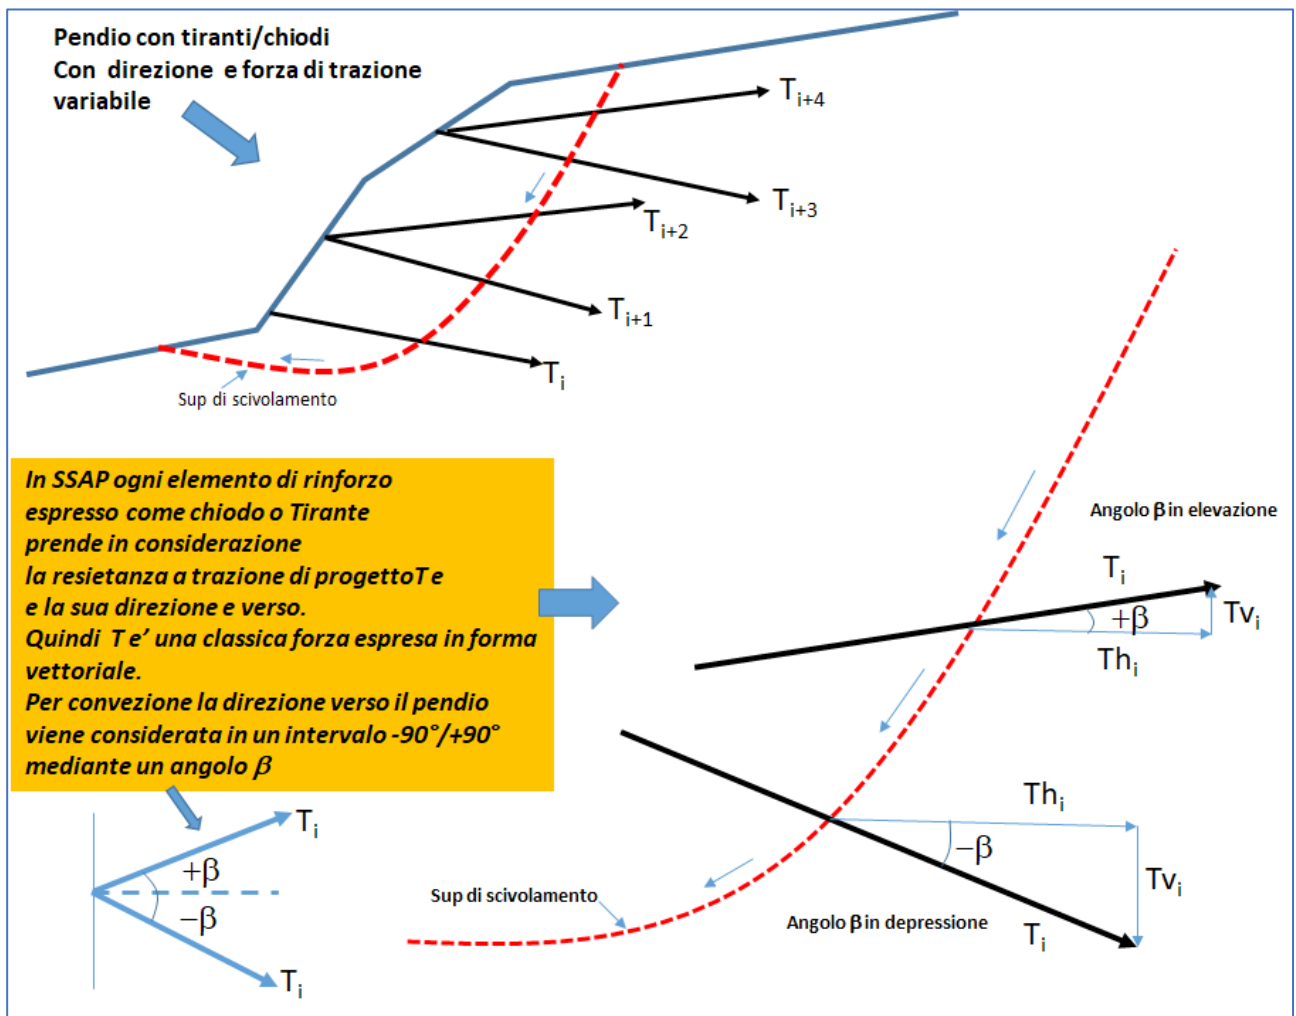 Pendio con tiranti/chiodi
Con direzione e forza di trazione
variabile
Ti+4
Ti+3
Ti+2
Ti+1
Ti
Sup di scivolamento
In SSAP ogni elemento di rinforzo
espresso come chiodo o Tirante
prende in considerazione
la resietanza a trazione di progettoT e
e la sua direzione e verso.
Quindi T e’ una classica forza espresa in forma
vettoriale.
Per convezione la direzione verso il pendio
viene considerata in un intervalo -90°/+90°
mediante un angolo β
Angolo β in elevazione
Ti
+β
Tvi
Thi
Thi
−β
Tvi
Sup di scivolamento
Angolo β in depressione
Ti
Ti
+β
−β
Ti